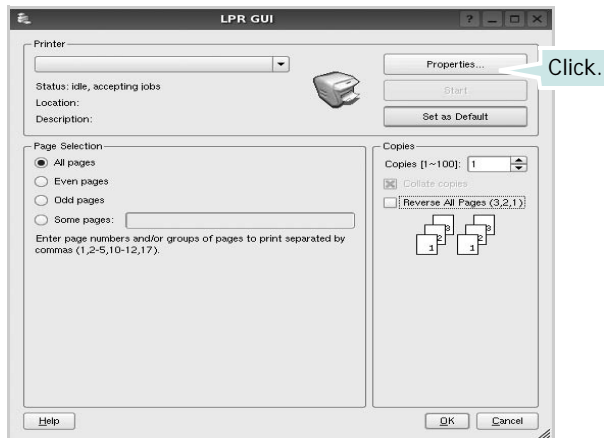 LPR GUI
Printer
Properties...
Click.
Status: idle, accepting jobs
Start
Location:
Description:
Set as Default
Page Selection
Copies
All pages
Copies [1~100]: 1
Even pages
Collate copies
Odd pages
Reverse All Pages (3,2,1)
Some pages:
Enter page numbers and/or groups of pages to print separated by
commas (1,2-5,10-12,17).
3 3
2 2
1 1
Help
OK
Cancel